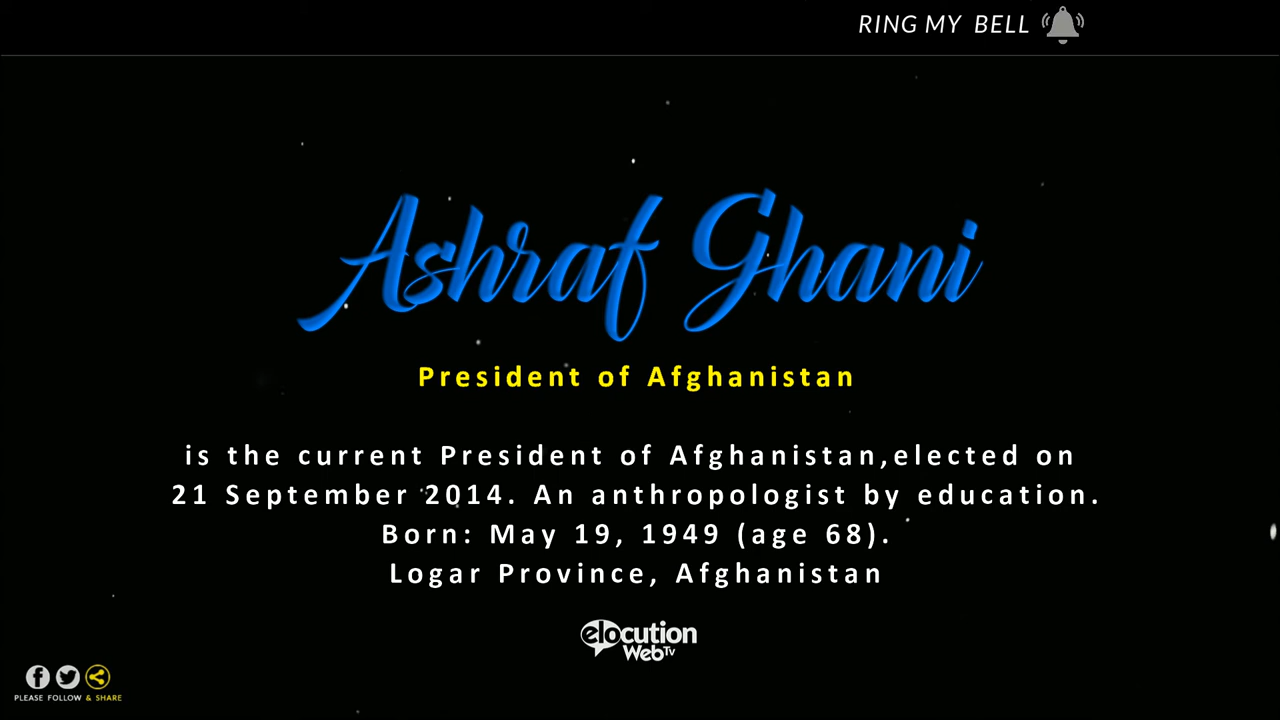 RING MY BELL
Ashraf Ghani
President of Afghanistan
is the current President of Afghanistan,elected on
21 September 2014. An anthropologist by education.
Born: May 19, 1949 (age 68).
Logar Province, Afghanistan
elocution
WebTv
PLEASE FOLLOW & SHARE